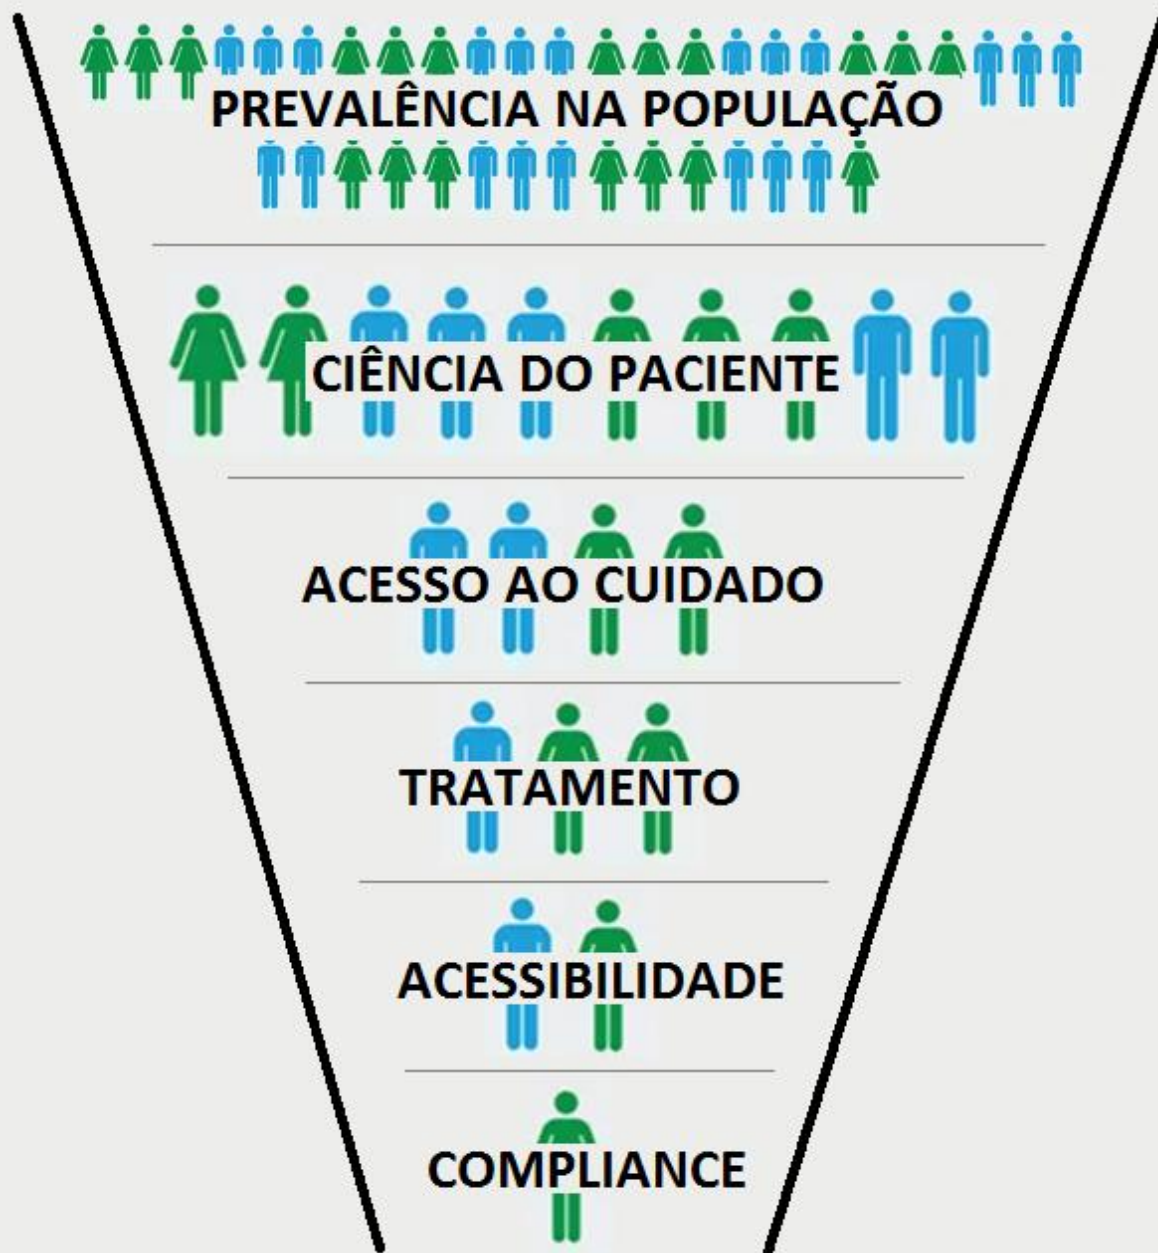 PREVALÊNCIA NA POPULAÇÃO
CIÊNCIA DO PACIENTE
ACESSO AO CUIDADO
TRATAMENTO
ACESSIBILIDADE
COMPLIANCE